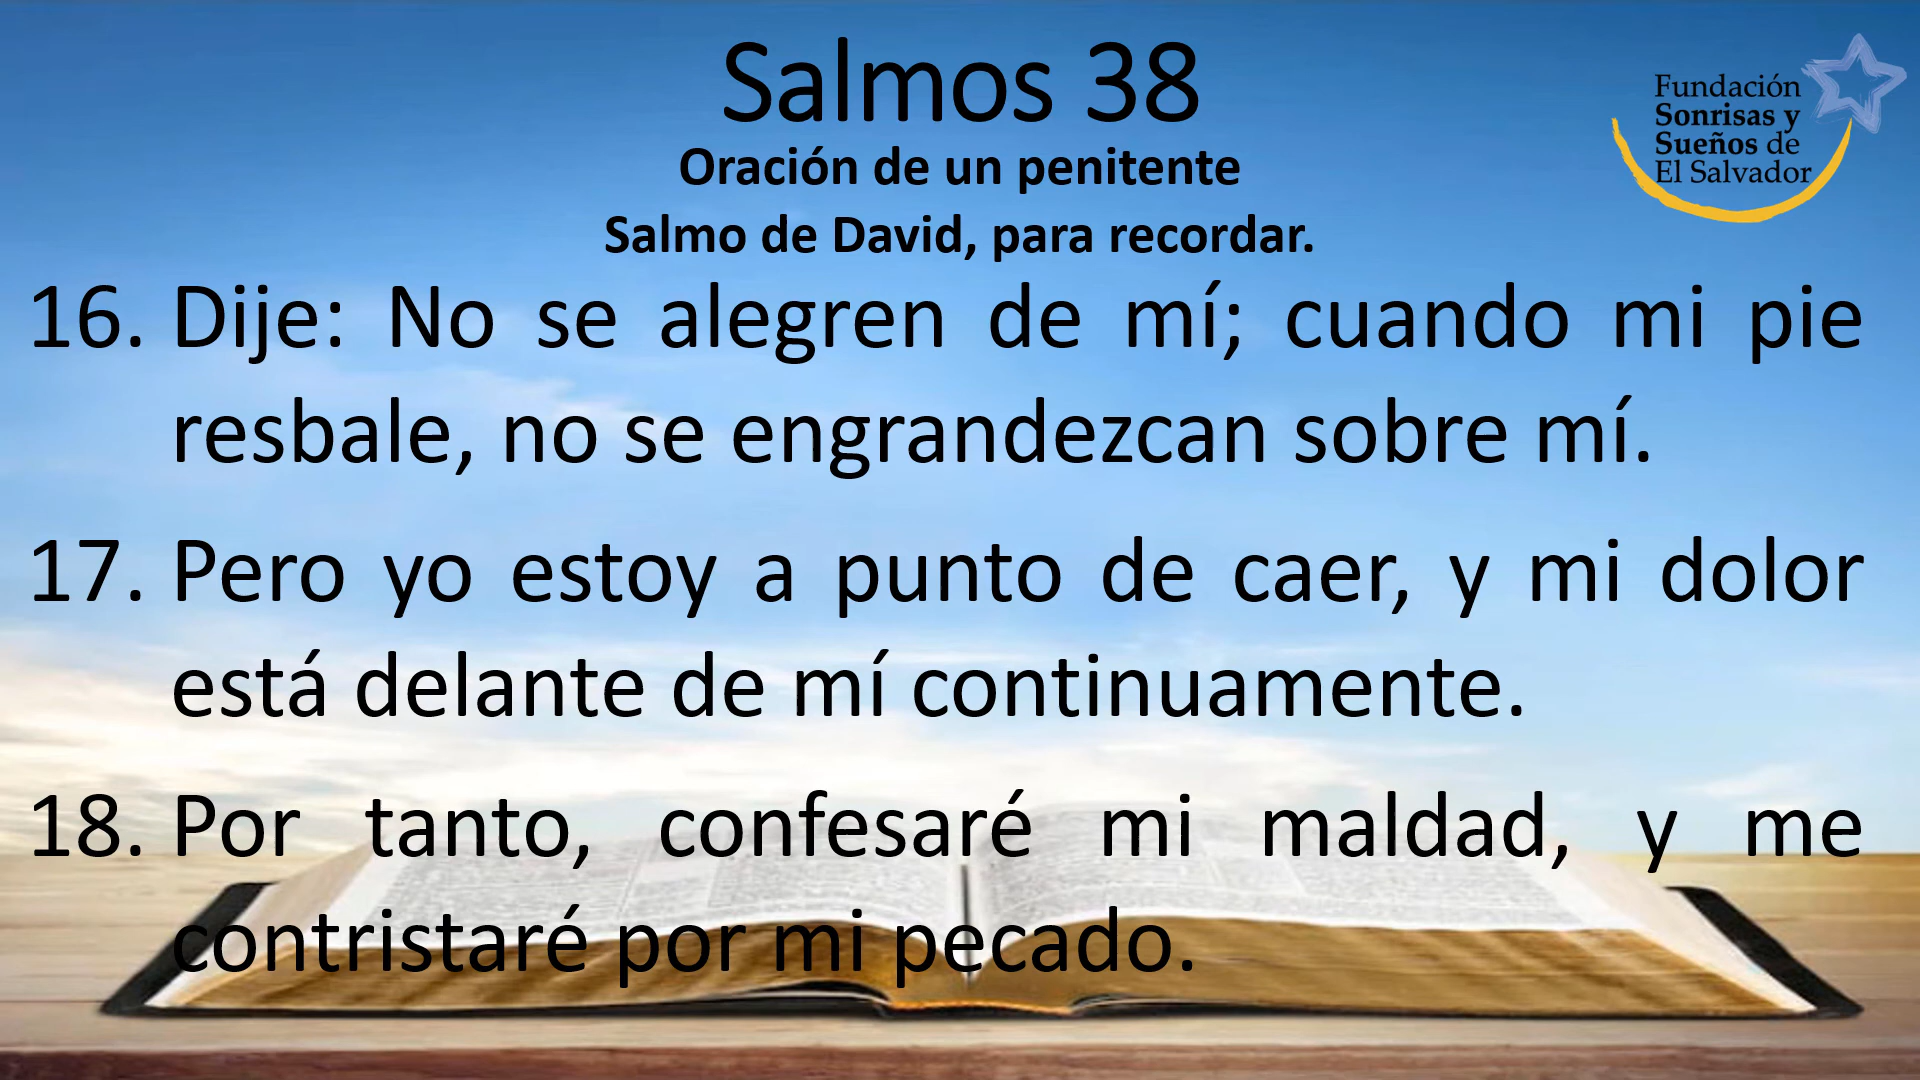 Salmos 38
Fundación
Sonrisas y
Sueños de
El Salvador
Oración de un penitente
Salmo de David, para recordar.
16. Dije: No se alegren de mí; cuando mi pie
resbale, no se engrandezcan sobre mí.
17. Pero yo estoy a punto de caer, y mi dolor
está delante de mí continuamente.
18. Por tanto, confesaré mi maldad, y me
contristaré por mi pecado.